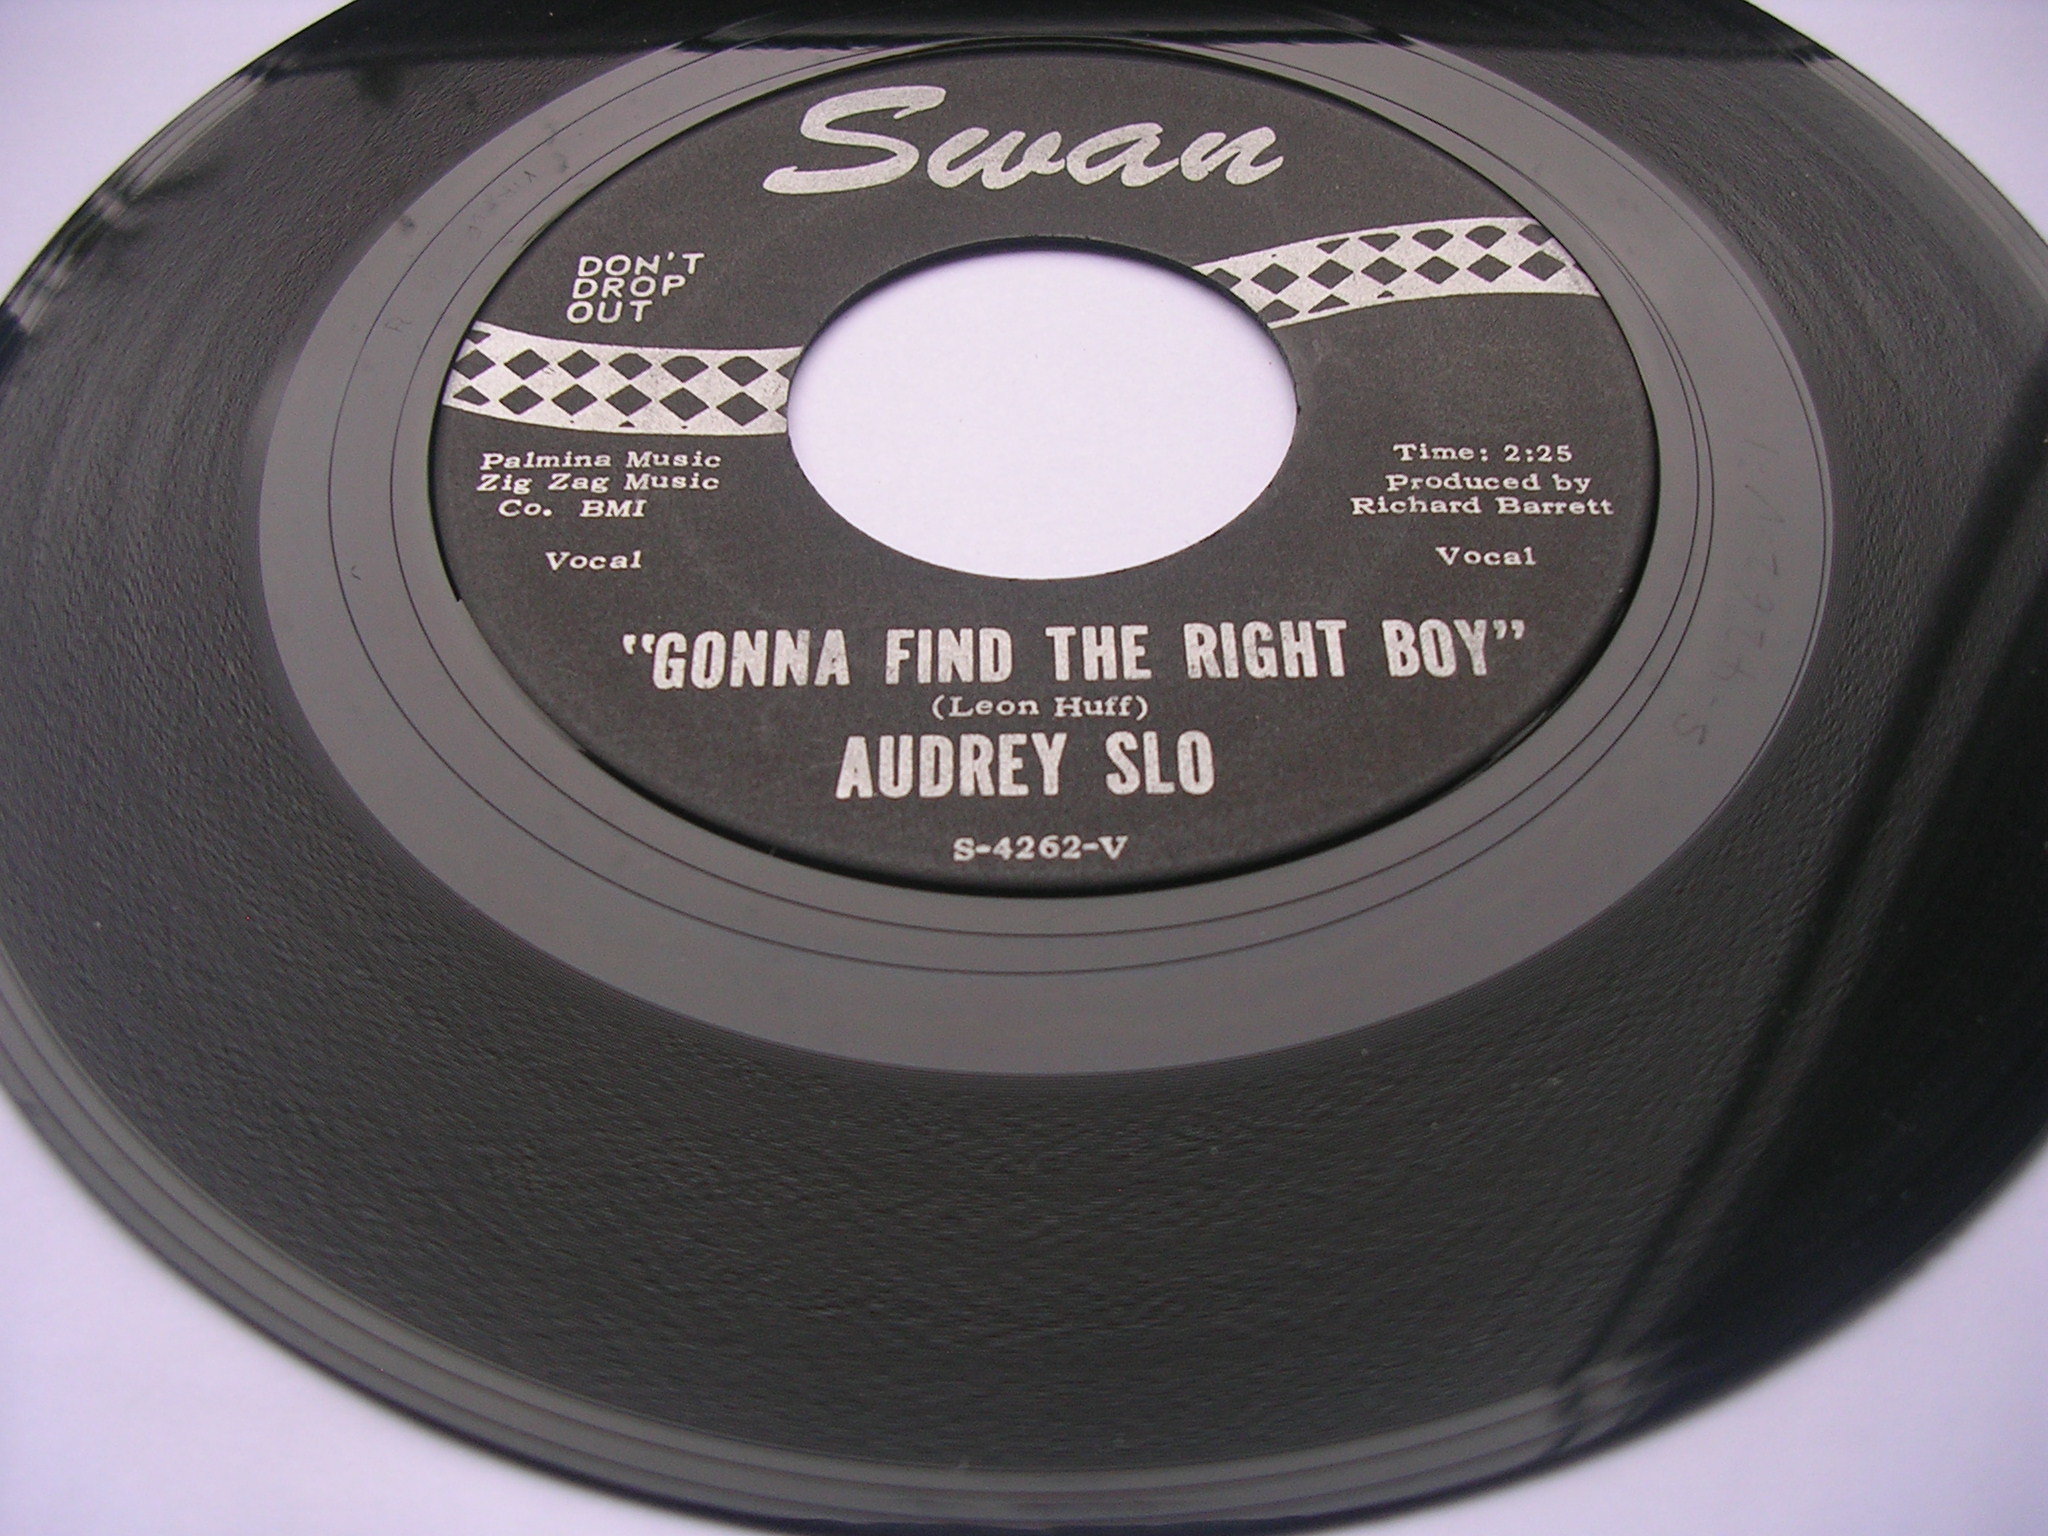 Swan
DON'T
DROP
OUT
Palmina Music
Zig Zag Music
Co. BMI
Vocal
Time: 2:25
Produced by
Richard Barrett
Vocal
"GONNA FIND THE RIGHT BOY"
(Leon Huff)
AUDREY SLO
S-4262-V